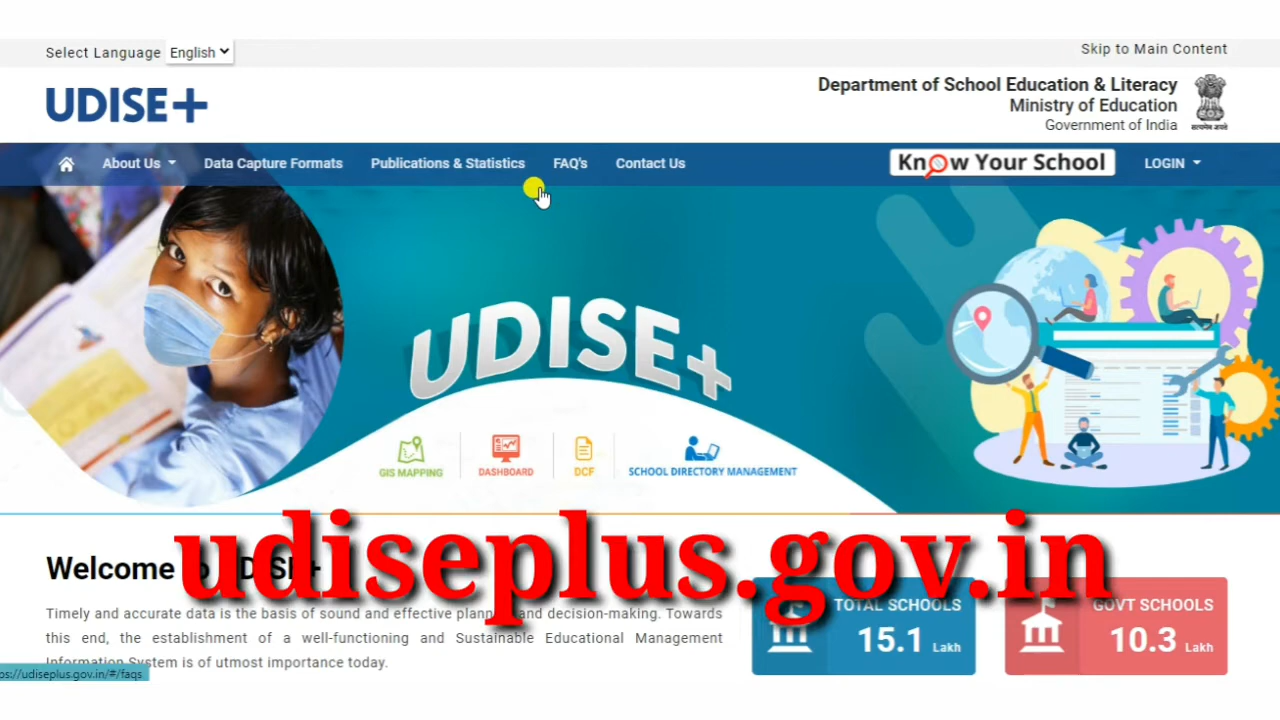 Select Language English
Skip to Main Content
UDISE+
Department of School Education & Literacy
Ministry of Education
Government of India
सत्यमेव जयते
About Us
Data Capture Formats
Publications & Statistics
FAQ's
Contact Us
Know Your School
LOGIN
UDISE+
GIS MAPPING
DASHBOARD
DCF
SCHOOL DIRECTORY MANAGEMENT
udiseplus.gov.in
Welcome
Timely and accurate data is the basis of sound and effective and decision-making. Towards
this end, the establishment of a well-functioning and Sustainable Educational Management
Information System is of utmost importance today.
TOTAL SCHOOLS
15.1 Lakh
GOVT SCHOOLS
10.3 Lakh
ps://udiseplus.gov.in/#/faqs